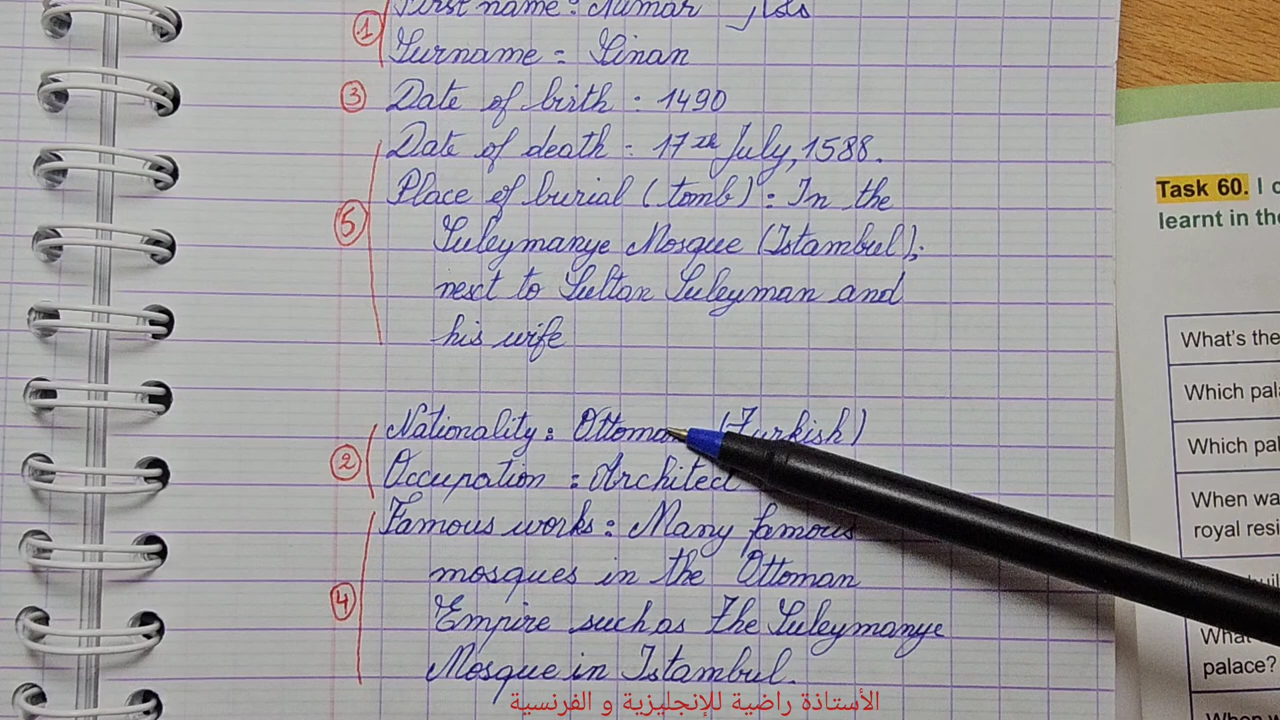 ① First name : Mimar معمار
Surname = Sinan
③ Date of birth : 1490
Date of death : 17th July, 1588.
⑤ Place of burial ( tomb ) : In the
Suleymanye Mosque (Istambul);
next to Sultan Suleyman and
his wife
② Nationality : Ottoman (Turkish)
Occupation : Architect
④ Famous works : Many famous
mosques in the Ottoman
Empire such as The Suleymanye
Mosque in Istambul.
الأستاذة راضية للإنجليزية و الفرنسية
Task 60. I
learnt in the
What's the
Which pal
Which pal
When wa
royal resi
What
palace?